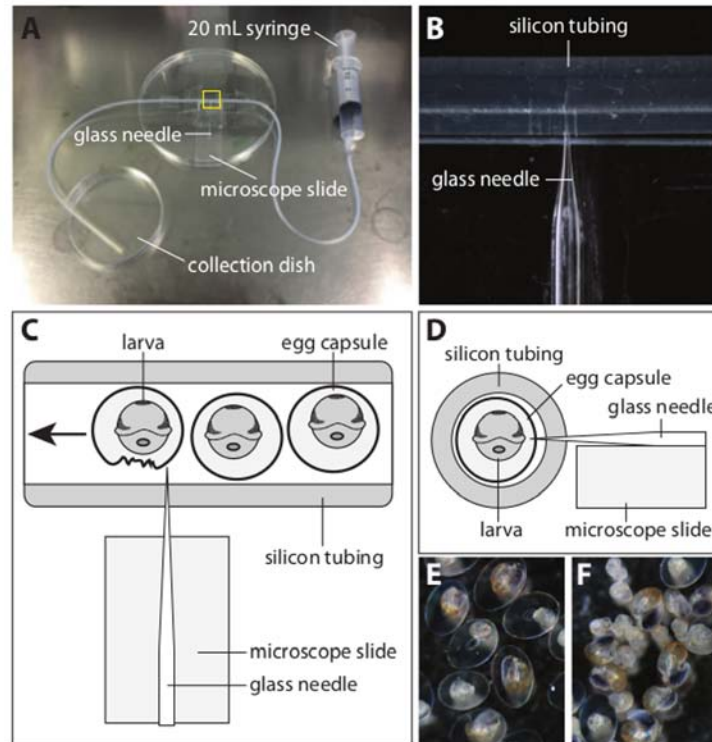 A
20 mL syringe
glass needle
microscope slide
collection dish
B
silicon tubing
glass needle
C
larva
egg capsule
silicon tubing
microscope slide
glass needle
D
silicon tubing
egg capsule
glass needle
larva
microscope slide
E
F